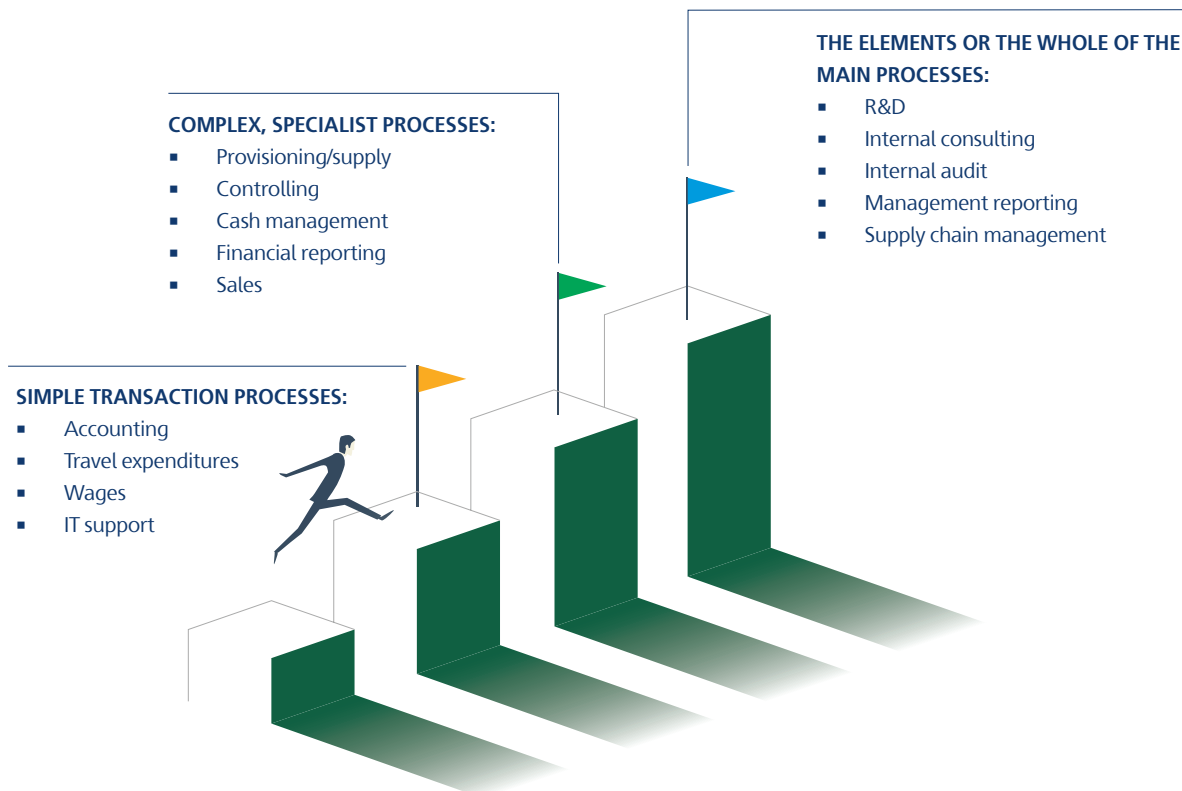 THE ELEMENTS OR THE WHOLE OF THE
MAIN PROCESSES:
▪ R&D
▪ Internal consulting
▪ Internal audit
▪ Management reporting
▪ Supply chain management
COMPLEX, SPECIALIST PROCESSES:
▪ Provisioning/supply
▪ Controlling
▪ Cash management
▪ Financial reporting
▪ Sales
SIMPLE TRANSACTION PROCESSES:
▪ Accounting
▪ Travel expenditures
▪ Wages
▪ IT support